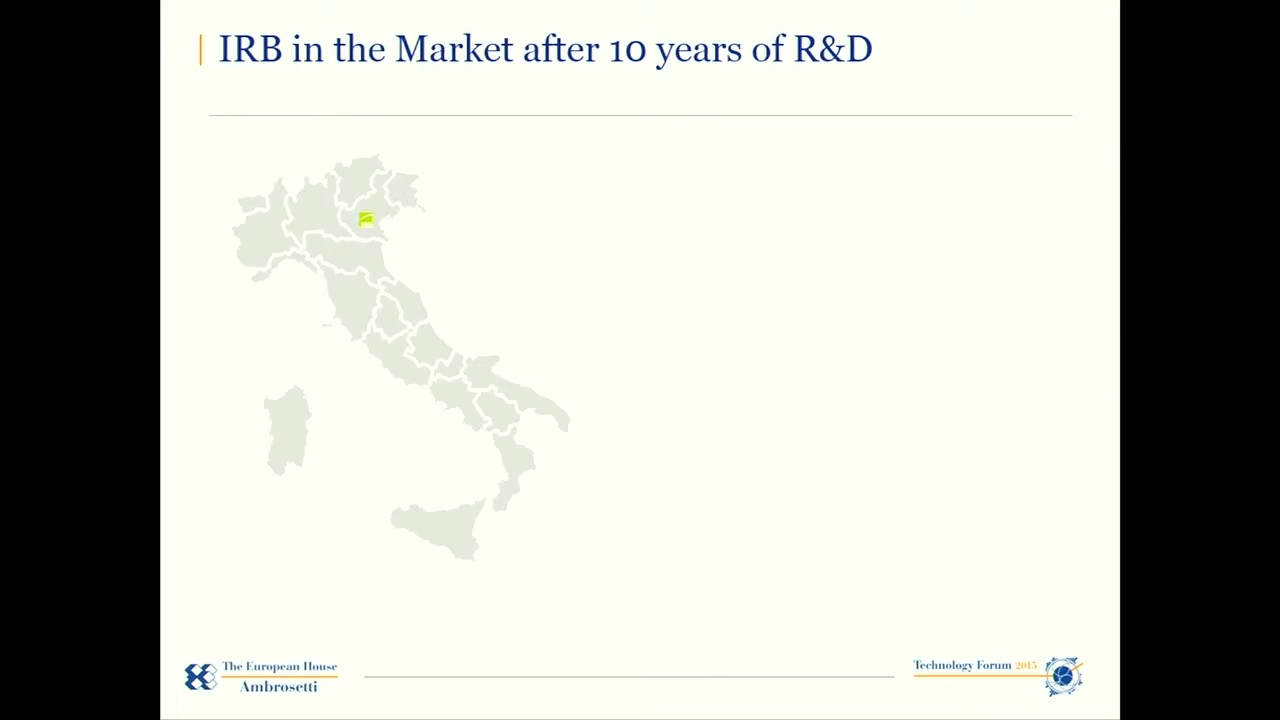 IRB in the Market after 10 years of R&D
The European House
Ambrosetti
Technology Forum 2015